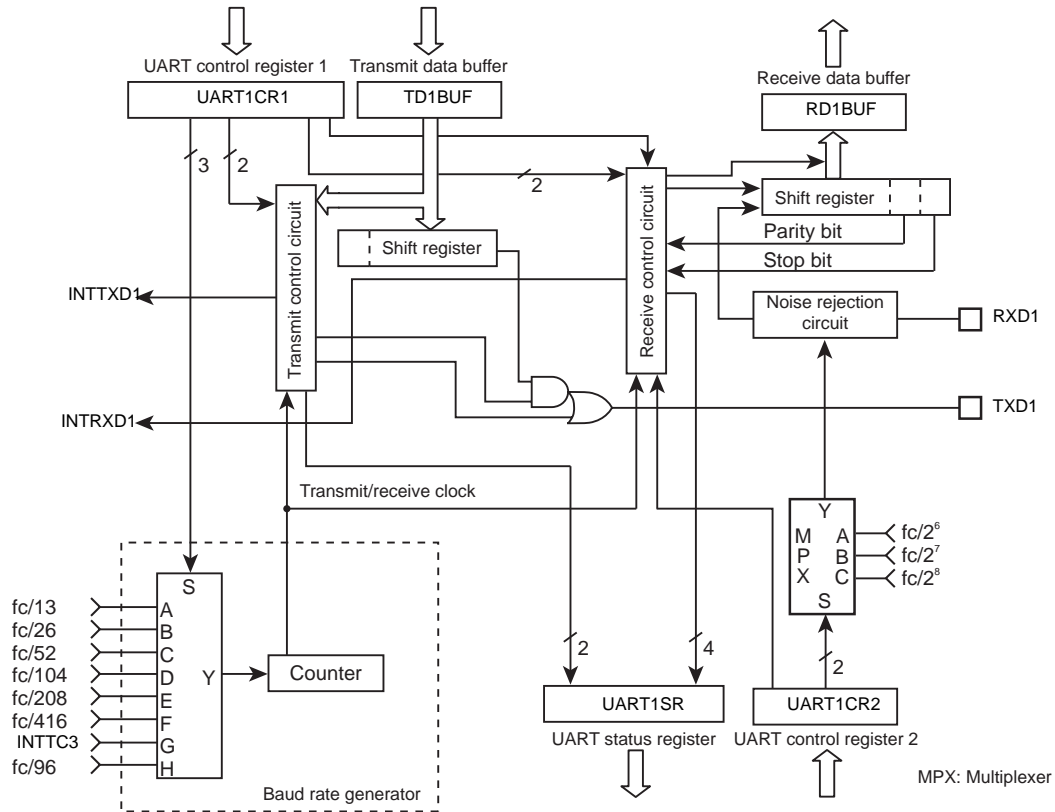 UART control register 1
Transmit data buffer
Receive data buffer
UART1CR1
TD1BUF
RD1BUF
3
2
2
Transmit control circuit
Shift register
Receive control circuit
Shift register
Parity bit
Stop bit
INTTXD1
Noise rejection
circuit
RXD1
INTRXD1
TXD1
Transmit/receive clock
Y
M
P
X
A
B
C
S
fc/2⁶
fc/2⁷
fc/2⁸
S
fc/13
A
fc/26
B
fc/52
C
fc/104
D
fc/208
E
fc/416
F
INTTC3
G
fc/96
H
Y
Counter
2
4
2
UART1SR
UART1CR2
UART status register
UART control register 2
Baud rate generator
MPX: Multiplexer